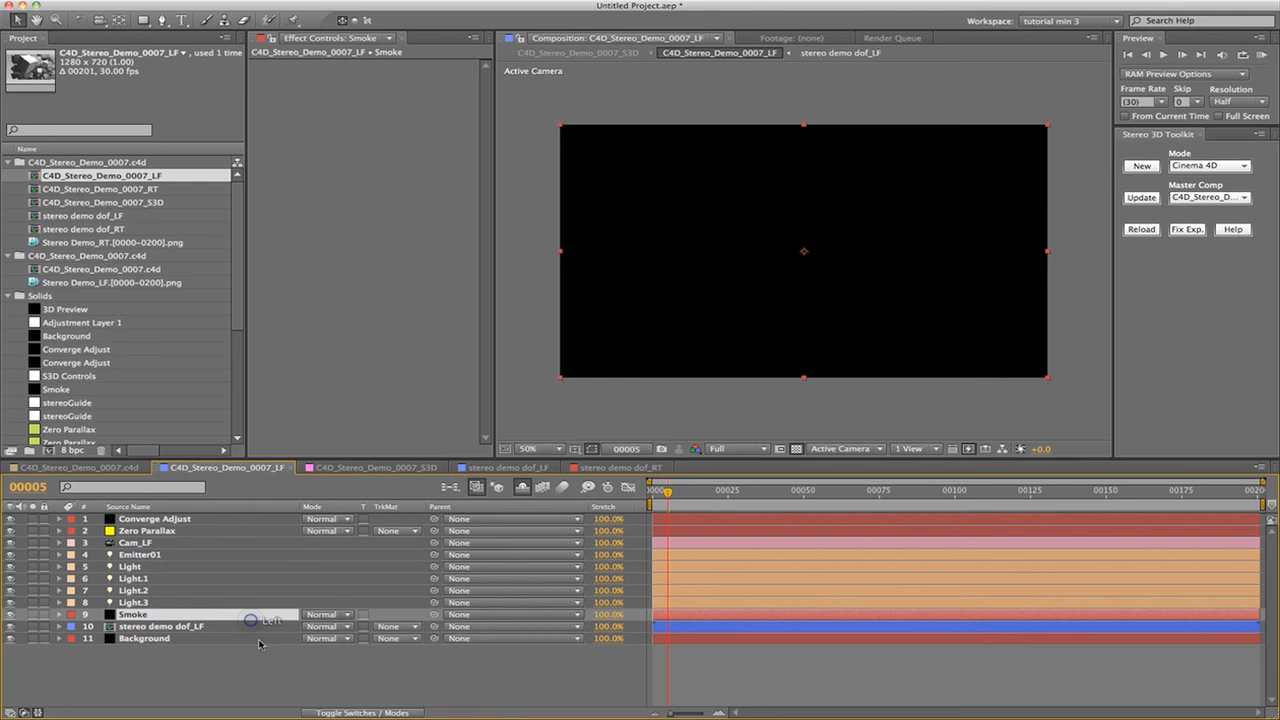 Untitled Project.aep *
Workspace: tutorial min 3
Search Help
Project
C4D_Stereo_Demo_0007_LF ▾, used 1 time
1280 x 720 (1.00)
Δ 00201, 30.00 fps
Name
C4D_Stereo_Demo_0007.c4d
C4D_Stereo_Demo_0007_LF
C4D_Stereo_Demo_0007_RT
C4D_Stereo_Demo_0007_S3D
stereo demo dof_LF
stereo demo dof_RT
Stereo Demo_RT.[0000-0200].png
C4D_Stereo_Demo_0007.c4d
C4D_Stereo_Demo_0007.c4d
Stereo Demo_LF.[0000-0200].png
Solids
3D Preview
Adjustment Layer 1
Background
Converge Adjust
Converge Adjust
S3D Controls
Smoke
stereoGuide
stereoGuide
Zero Parallax
Zero Parallax
8 bpc
Effect Controls: Smoke
C4D_Stereo_Demo_0007_LF • Smoke
Composition: C4D_Stereo_Demo_0007_LF
Footage: (none)
Render Queue
C4D_Stereo_Demo_0007_S3D
C4D_Stereo_Demo_0007_LF
stereo demo dof_LF
Active Camera
50%
00005
Full
Active Camera
1 View
+0.0
Preview
RAM Preview Options
Frame Rate Skip Resolution
(30) 0 Half
From Current Time Full Screen
Stereo 3D Toolkit
Mode
New Cinema 4D
Master Comp
Update C4D_Stereo_D...
Reload Fix Exp. Help
C4D_Stereo_Demo_0007.c4d
C4D_Stereo_Demo_0007_LF
C4D_Stereo_Demo_0007_S3D
stereo demo dof_LF
stereo demo dof_RT
00005
00025 00050 00075 00100 00125 00150 00175
# Source Name Mode T TrkMat Parent Stretch
1 Converge Adjust Normal None 100.0%
2 Zero Parallax Normal None None 100.0%
3 Cam_LF None 100.0%
4 Emitter01 None 100.0%
5 Light None 100.0%
6 Light.1 None 100.0%
7 Light.2 None 100.0%
8 Light.3 None 100.0%
9 Smoke Left Normal None 100.0%
10 stereo demo dof_LF Normal None None 100.0%
11 Background Normal None None 100.0%
Toggle Switches / Modes